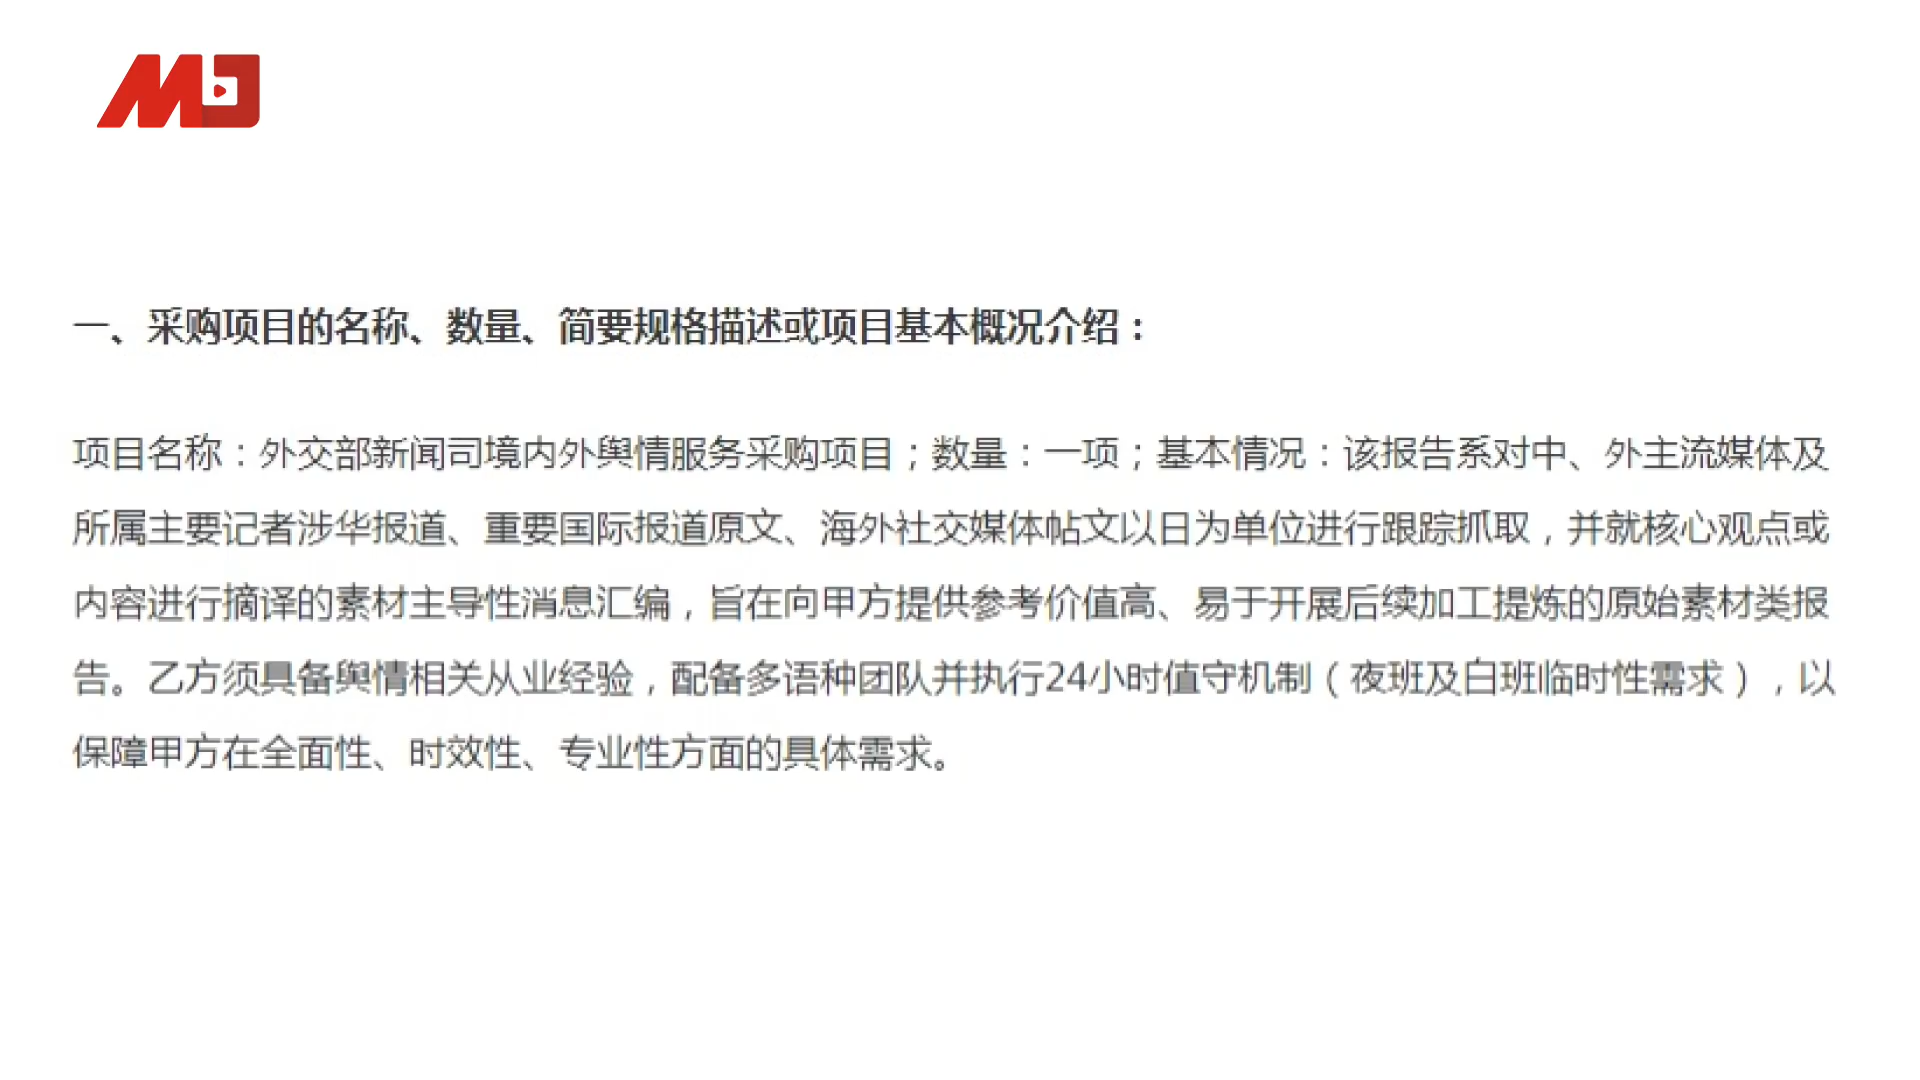 MJ
一、采购项目的名称、数量、简要规格描述或项目基本概况介绍：
项目名称：外交部新闻司境内外舆情服务采购项目；数量：一项；基本情况：该报告系对中、外主流媒体及
所属主要记者涉华报道、重要国际报道原文、海外社交媒体帖文以日为单位进行跟踪抓取，并就核心观点或
内容进行摘译的素材主导性消息汇编，旨在向甲方提供参考价值高、易于开展后续加工提炼的原始素材类报
告。乙方须具备舆情相关从业经验，配备多语种团队并执行24小时值守机制（夜班及白班临时性需求），以
保障甲方在全面性、时效性、专业性方面的具体需求。